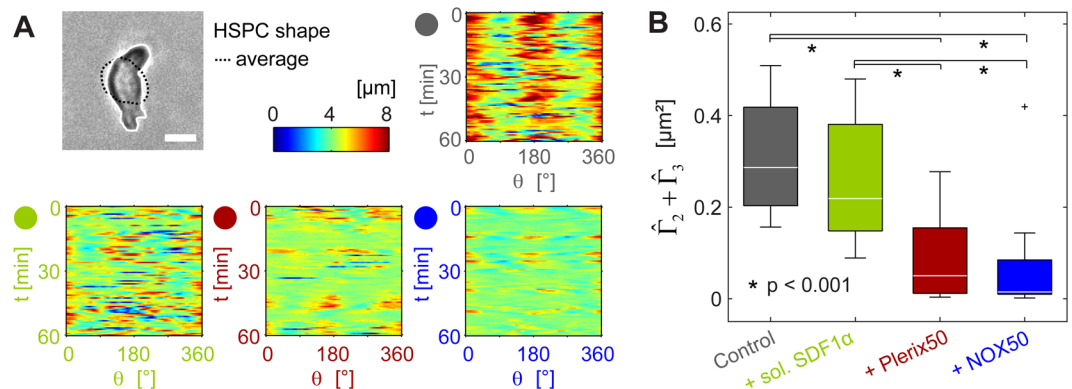 A
HSPC shape
average
[µm]
0 4 8
t [min]
0
30
60
0 180 360
θ [°]
t [min]
0
30
60
0 180 360
θ [°]
t [min]
0
30
60
0 180 360
θ [°]
t [min]
0
30
60
0 180 360
θ [°]
B
Γ̂₂ + Γ̂₃ [µm²]
0.6
0.4
0.2
0
* *
* *
* p < 0.001
Control
+ sol. SDF1α
+ Plerix50
+ NOX50